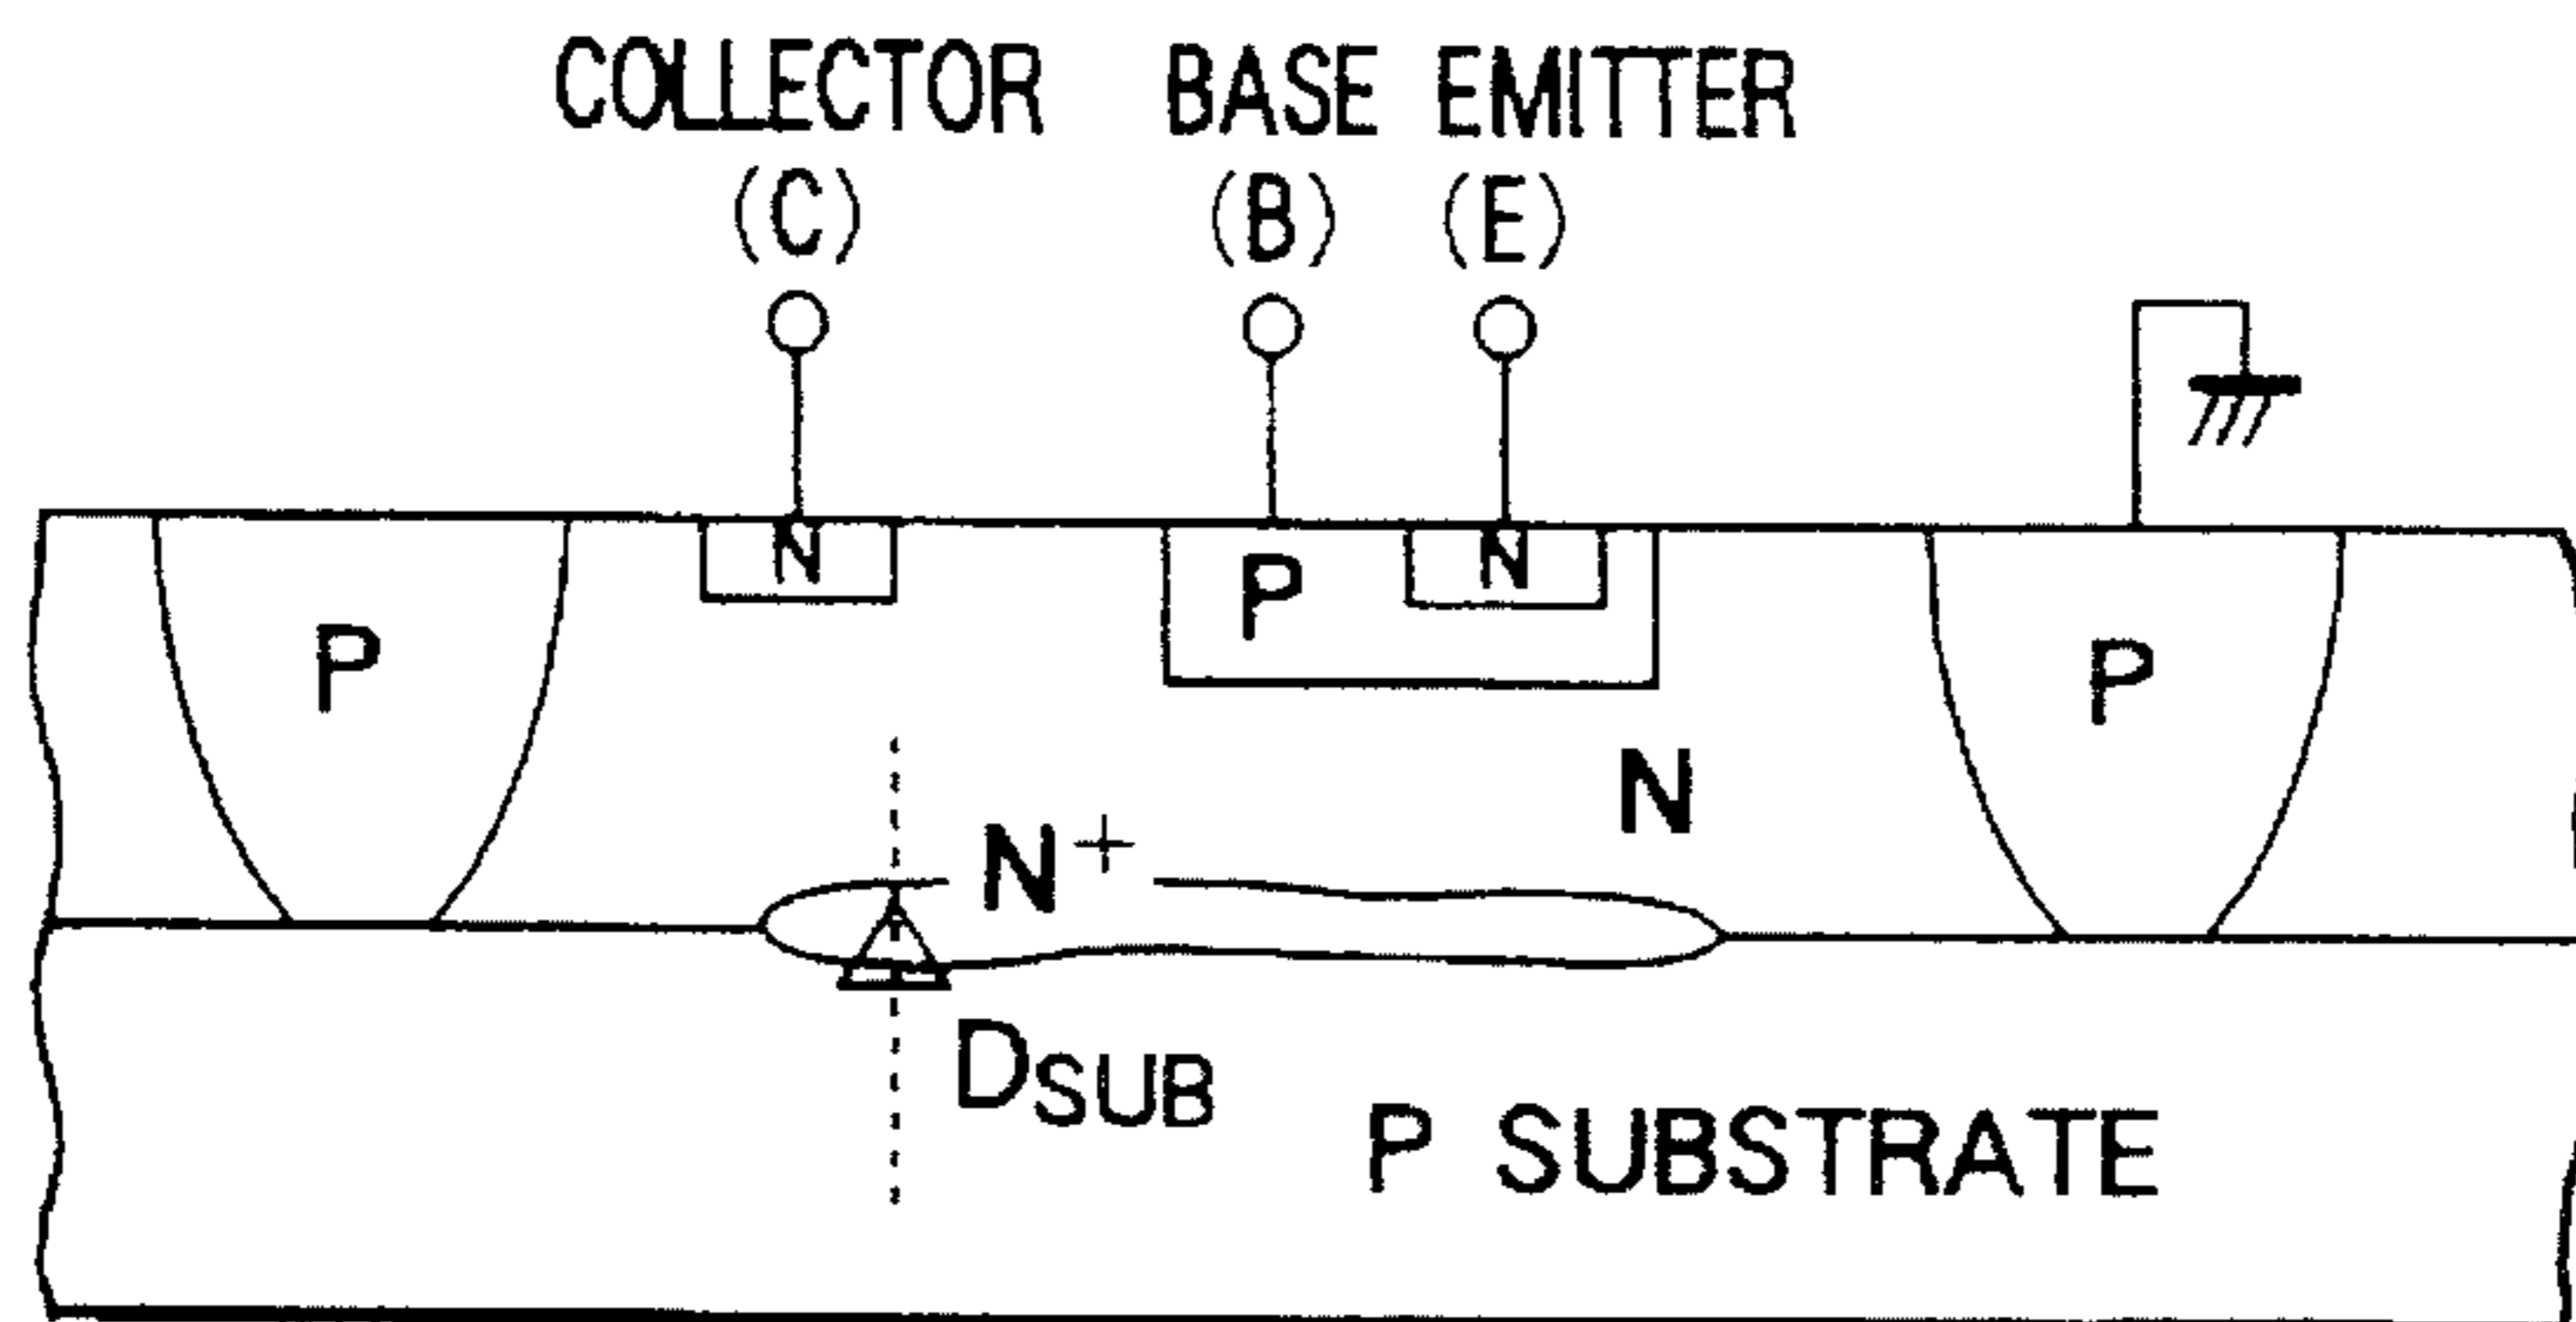 COLLECTOR BASE EMITTER
(C) (B) (E)
N P N
P P
N
N+
DSUB
P SUBSTRATE